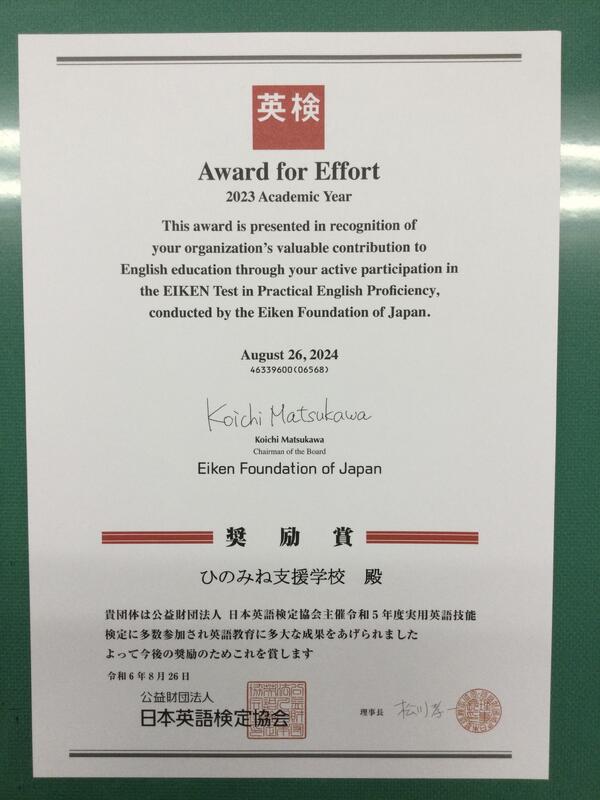 英検
Award for Effort
2023 Academic Year
This award is presented in recognition of
your organization's valuable contribution to
English education through your active participation in
the EIKEN Test in Practical English Proficiency,
conducted by the Eiken Foundation of Japan.
August 26, 2024
46339600(06568)
Koichi Matsukawa
Koichi Matsukawa
Chairman of the Board
Eiken Foundation of Japan
奨励賞
ひのみね支援学校 殿
貴団体は公益財団法人 日本英語検定協会主催令和5年度実用英語技能
検定に多数参加され英語教育に多大な成果をあげられました
よって今後の奨励のためこれを賞します
令和6年8月26日
公益財団法人
日本英語検定協会
理事長 松川孝一